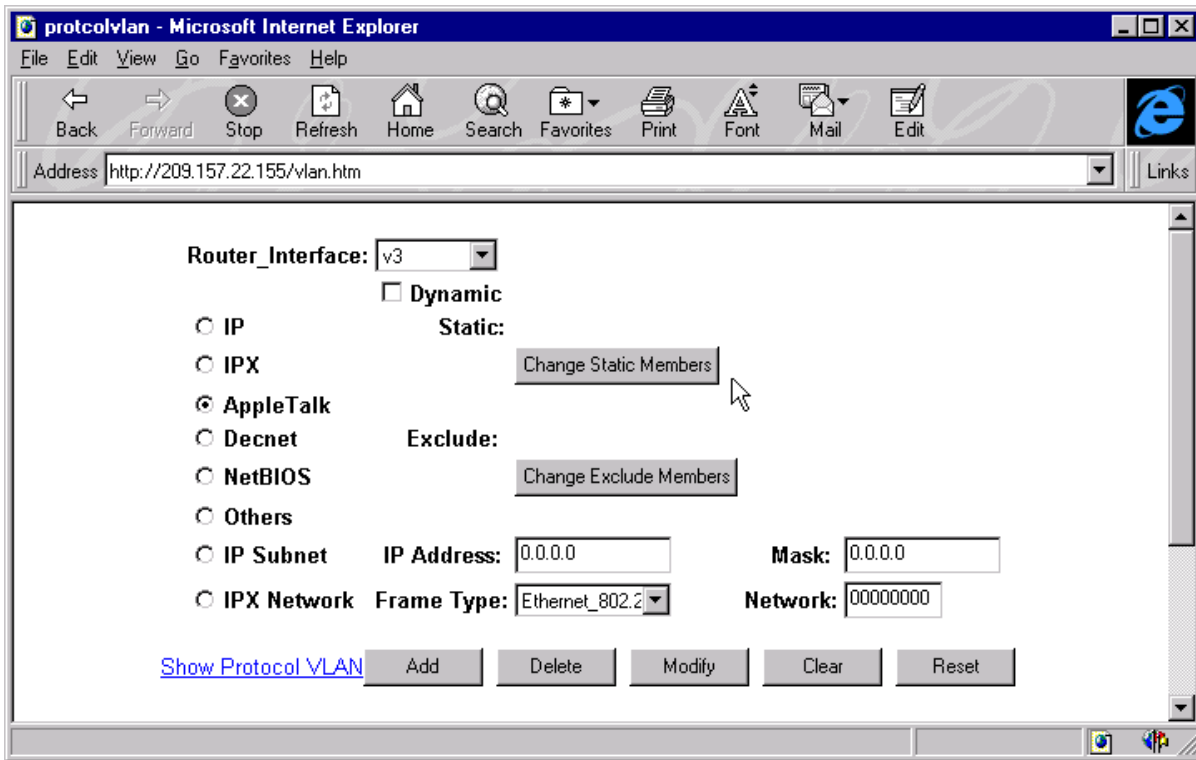 protcolvlan - Microsoft Internet Explorer
File Edit View Go Favorites Help
Back Forward Stop Refresh Home Search Favorites Print Font Mail Edit
Address http://209.157.22.155/vlan.htm Links
Router_Interface: v3
Dynamic
IP Static:
IPX Change Static Members
AppleTalk
Decnet Exclude:
NetBIOS Change Exclude Members
Others
IP Subnet IP Address: 0.0.0.0 Mask: 0.0.0.0
IPX Network Frame Type: Ethernet_802.2 Network: 00000000
Show Protocol VLAN Add Delete Modify Clear Reset